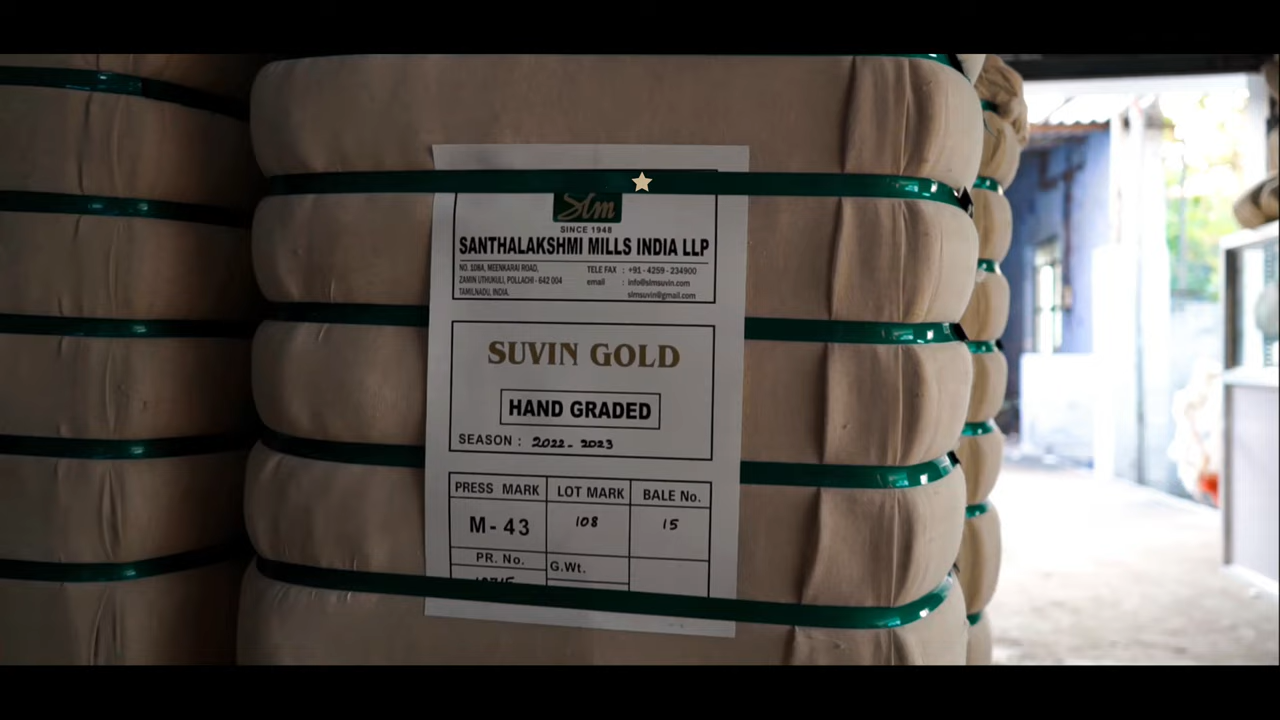 Slm
SINCE 1948
SANTHALAKSHMI MILLS INDIA LLP
NO. 108A, MEENKARAI ROAD,
ZAMIN UTHUKULI, POLLACHI - 642 004
TAMILNADU, INDIA.
TELE FAX : +91 - 4259 - 234900
email : info@slmsuvin.com
slmsuvin@gmail.com
SUVIN GOLD
HAND GRADED
SEASON : 2022 - 2023
PRESS MARK LOT MARK BALE No.
M - 43 108 15
PR. No. G.Wt.